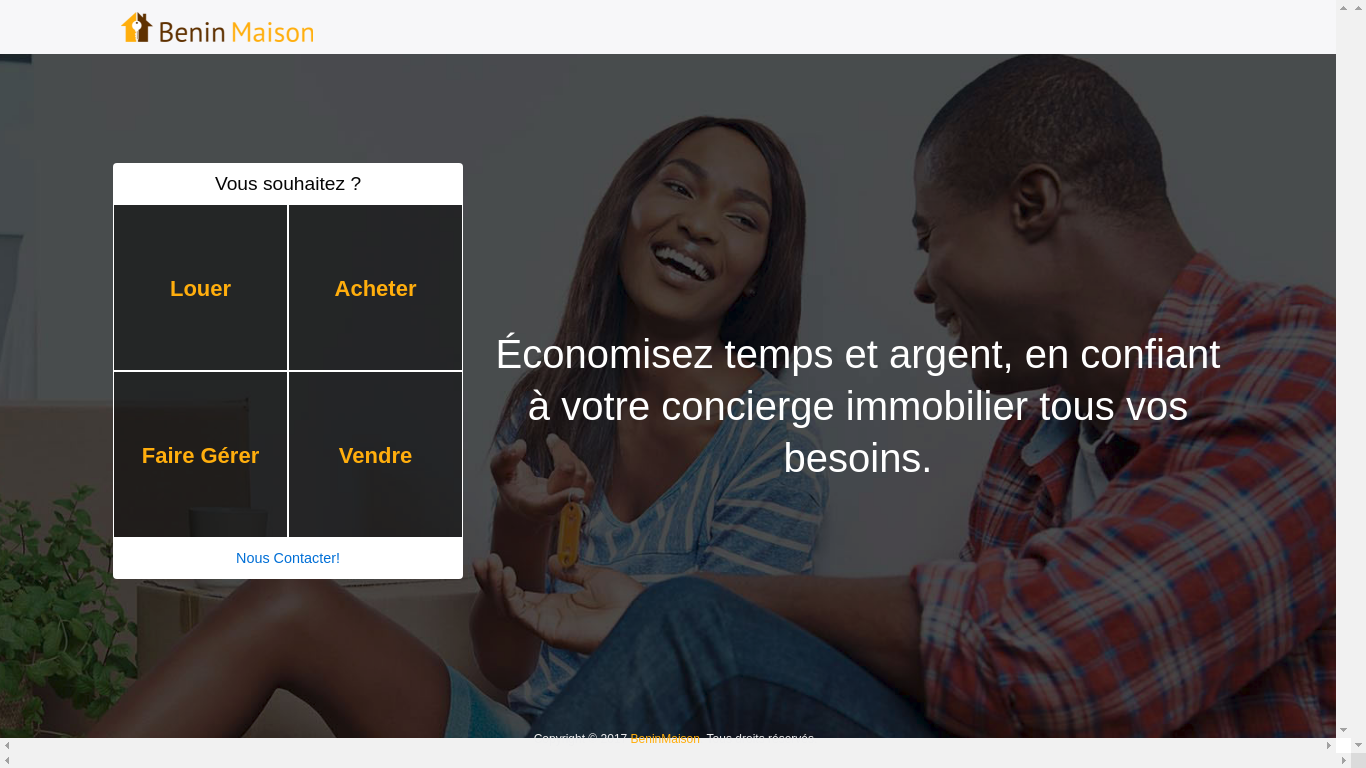 Benin Maison
Vous souhaitez ?
Louer
Acheter
Faire Gérer
Vendre
Nous Contacter!
Économisez temps et argent, en confiant
à votre concierge immobilier tous vos
besoins.
Copyright © 2017 BeninMaison. Tous droits réservés.